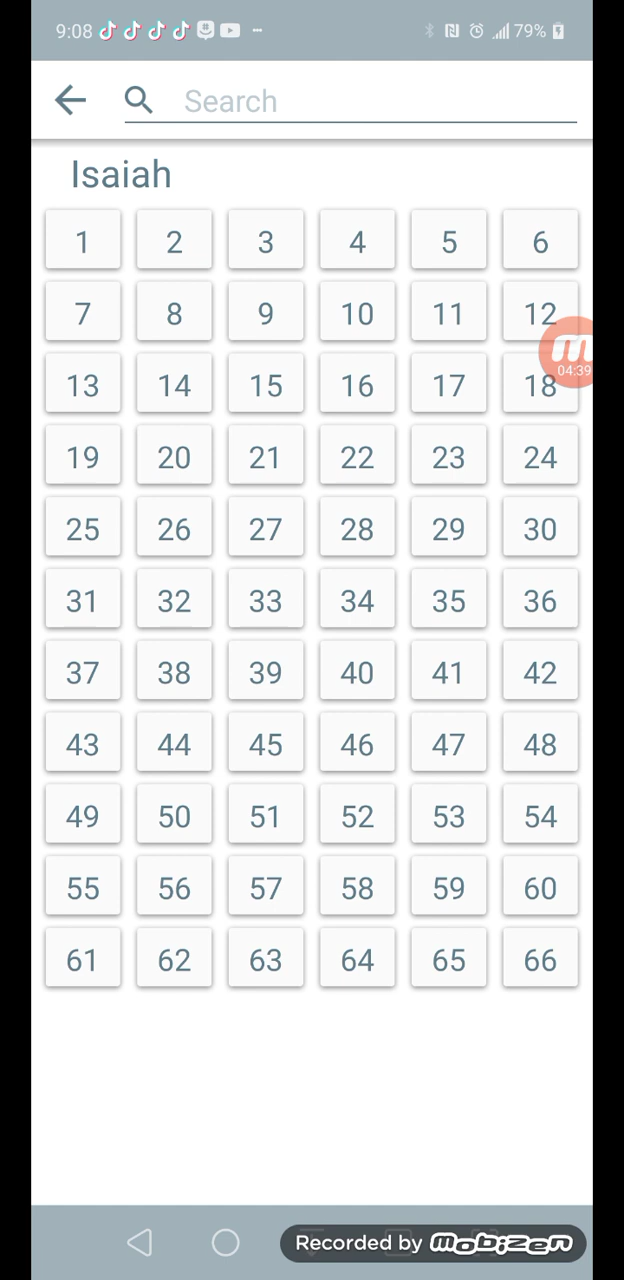 9:08 79%
Search
Isaiah
1 2 3 4 5 6
7 8 9 10 11 12
13 14 15 16 17 18
04:39
19 20 21 22 23 24
25 26 27 28 29 30
31 32 33 34 35 36
37 38 39 40 41 42
43 44 45 46 47 48
49 50 51 52 53 54
55 56 57 58 59 60
61 62 63 64 65 66
Recorded by mobizen